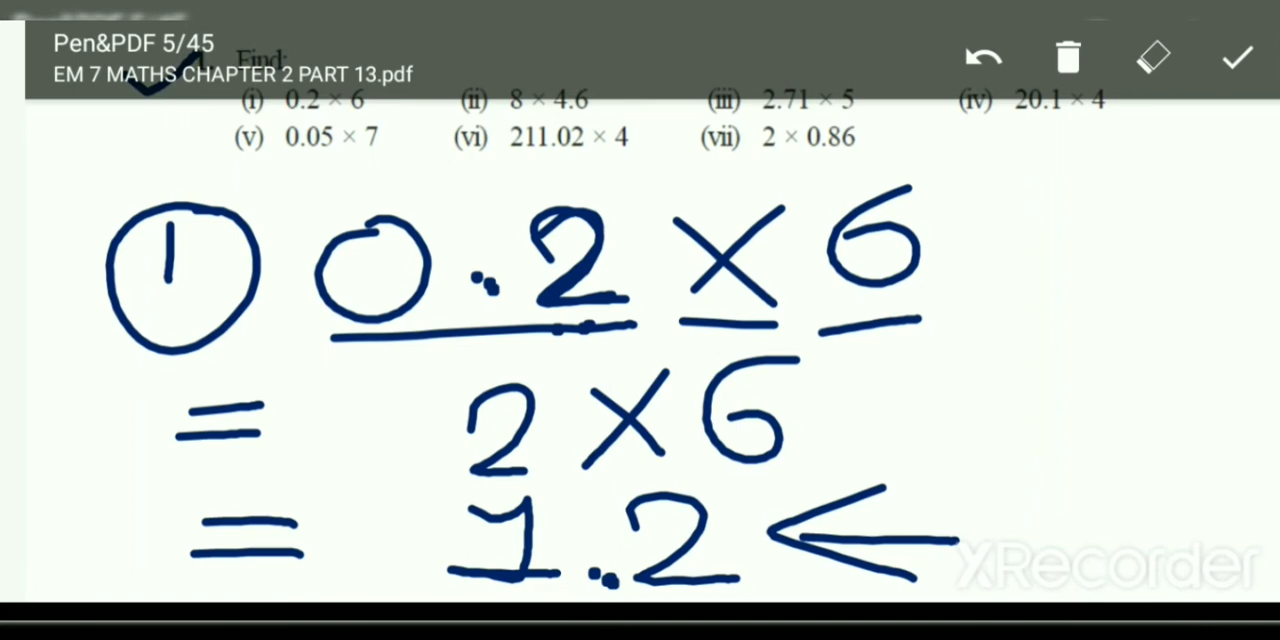 Pen&PDF 5/45
1. Find:
EM 7 MATHS CHAPTER 2 PART 13.pdf
(i) 0.2 × 6 (ii) 8 × 4.6 (iii) 2.71 × 5 (iv) 20.1 × 4
(v) 0.05 × 7 (vi) 211.02 × 4 (vii) 2 × 0.86
1 0.2 × 6
= 2 × 6
= 1.2
XRecorder